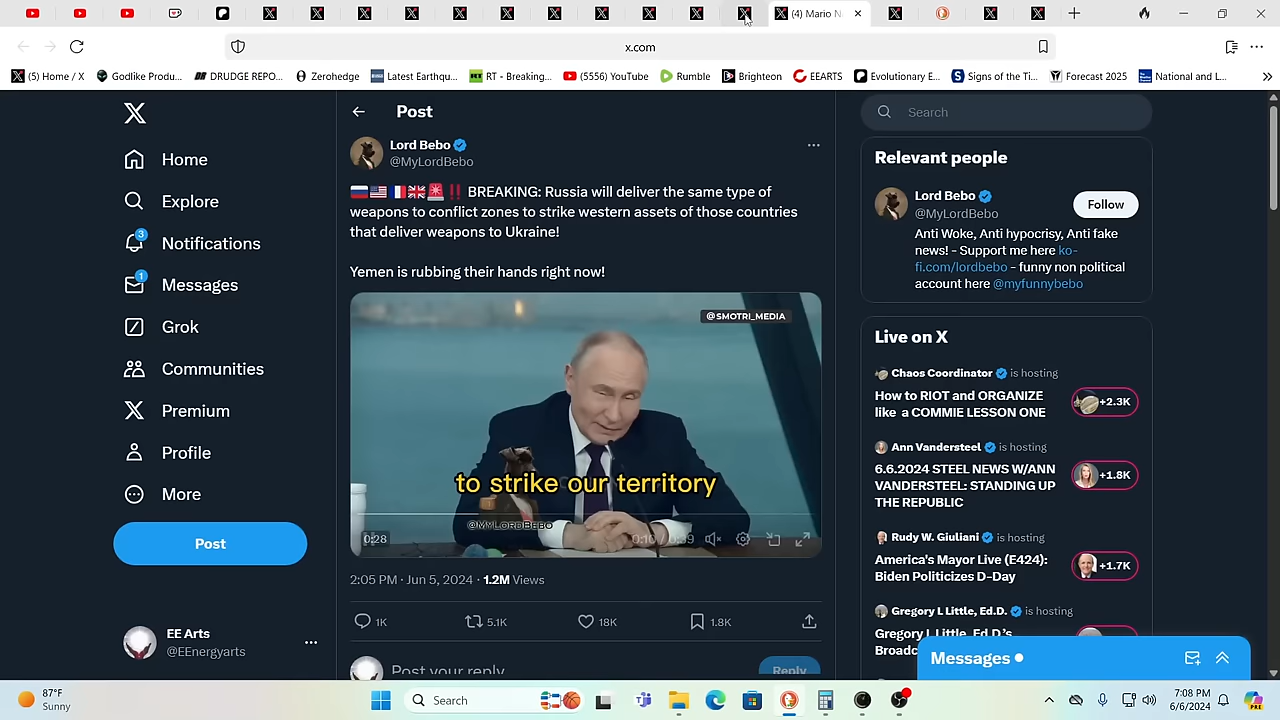 (4) Mario N
x.com
(5) Home / X
Godlike Produ...
DRUDGE REPO...
Zerohedge
Latest Earthqu...
RT - Breaking...
(5556) YouTube
Rumble
Brighteon
EEARTS
Evolutionary E...
Signs of the Ti...
Forecast 2025
National and L...
Home
Explore
3
Notifications
1
Messages
Grok
Communities
Premium
Profile
More
Post
EE Arts
@EEnergyarts
Post
Lord Bebo
@MyLordBebo
BREAKING: Russia will deliver the same type of
weapons to conflict zones to strike western assets of those countries
that deliver weapons to Ukraine!
Yemen is rubbing their hands right now!
@SMOTRI_MEDIA
to strike our territory
@MYLORDBEBO
0:28
2:05 PM · Jun 5, 2024 · 1.2M Views
1K
5.1K
18K
1.8K
Post your reply
Reply
Search
Relevant people
Lord Bebo
@MyLordBebo
Follow
Anti Woke, Anti hypocrisy, Anti fake
news! - Support me here ko-
fi.com/lordbebo - funny non political
account here @myfunnybebo
Live on X
Chaos Coordinator is hosting
How to RIOT and ORGANIZE
like a COMMIE LESSON ONE
+2.3K
Ann Vandersteel is hosting
6.6.2024 STEEL NEWS W/ANN
VANDERSTEEL: STANDING UP
THE REPUBLIC
+1.8K
Rudy W. Giuliani is hosting
America's Mayor Live (E424):
Biden Politicizes D-Day
+1.7K
Gregory L Little, Ed.D. is hosting
Gregory L Little, Ed.D.'s
Broadc
Messages
87°F
Sunny
Search
7:08 PM
6/6/2024
PRE